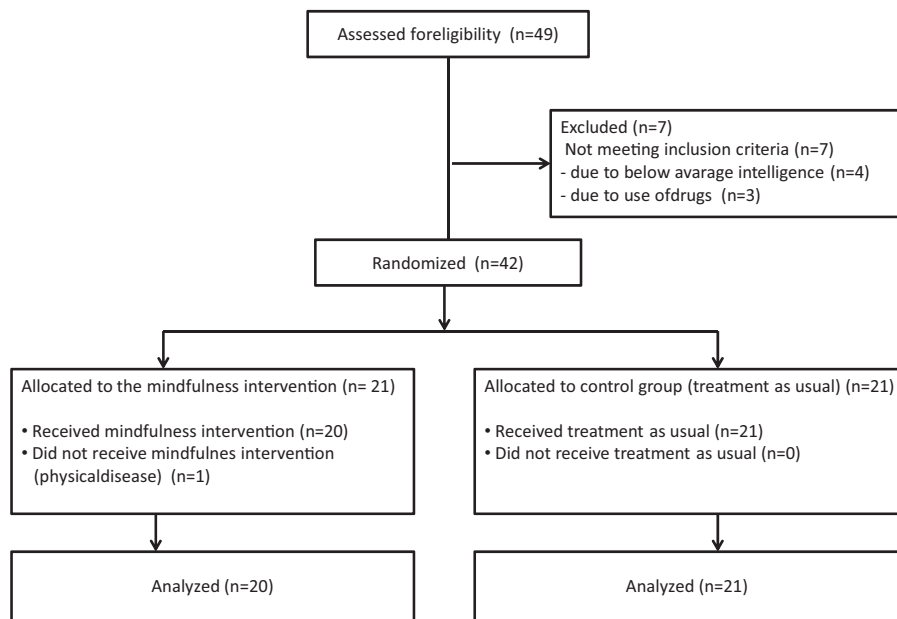 Assessed foreligibility (n=49)
Excluded (n=7)
Not meeting inclusion criteria (n=7)
- due to below avarage intelligence (n=4)
- due to use ofdrugs (n=3)
Randomized (n=42)
Allocated to the mindfulness intervention (n= 21)
• Received mindfulness intervention (n=20)
• Did not receive mindfulnes intervention
(physicaldisease) (n=1)
Allocated to control group (treatment as usual) (n=21)
• Received treatment as usual (n=21)
• Did not receive treatment as usual (n=0)
Analyzed (n=20)
Analyzed (n=21)